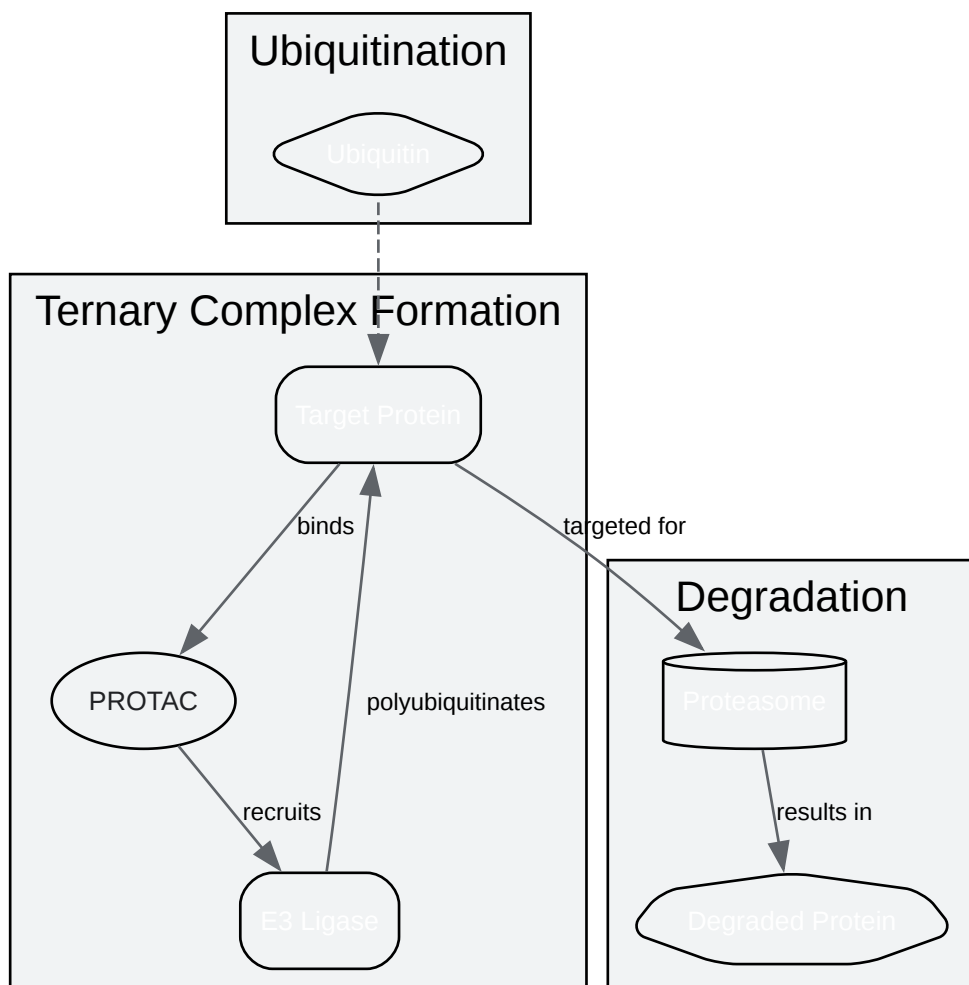 Ubiquitination
Ubiquitin
Ternary Complex Formation
Target Protein
binds
targeted for
Degradation
PROTAC
polyubiquitinates
Proteasome
recruits
results in
E3 Ligase
Degraded Protein